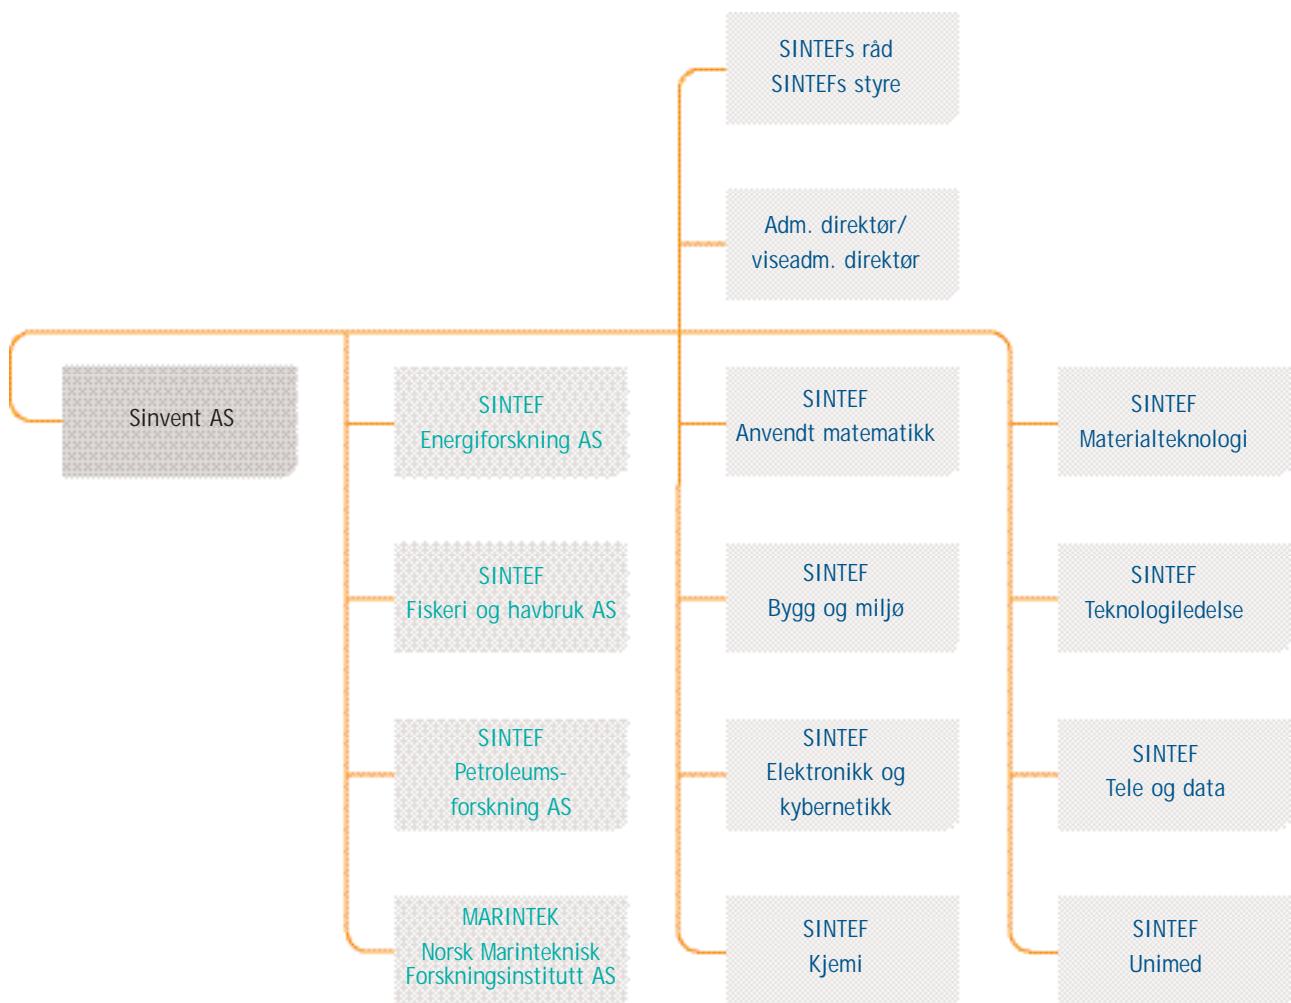 SINTEFs råd
SINTEFs styre
Adm. direktør/
viseadm. direktør
Sinvent AS
SINTEF
Energiforskning AS
SINTEF
Fiskeri og havbruk AS
SINTEF
Petroleums-
forskning AS
MARINTEK
Norsk Marinteknisk
Forskningsinstitutt AS
SINTEF
Anvendt matematikk
SINTEF
Bygg og miljø
SINTEF
Elektronikk og
kybernetikk
SINTEF
Kjemi
SINTEF
Materialteknologi
SINTEF
Teknologiledelse
SINTEF
Tele og data
SINTEF
Unimed